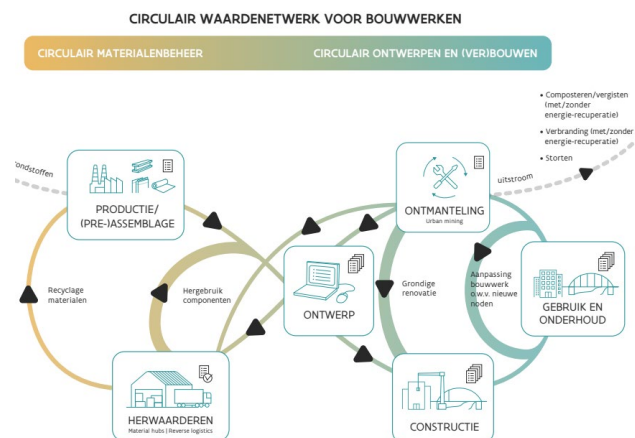 CIRCULAIR WAARDENETWERK VOOR BOUWWERKEN
CIRCULAIR MATERIALENBEHEER
CIRCULAIR ONTWERPEN EN (VER)BOUWEN
• Composteren/vergisten
(met/zonder
energie-recuperatie)
• Verbranding (met/zonder
energie-recuperatie)
• Storten
ondstoffen
uitstroom
PRODUCTIE/
(PRE-)ASSEMBLAGE
ONTMANTELING
Urban mining
Recyclage
materialen
Hergebruik
componenten
ONTWERP
Grondige
renovatie
Aanpassing
bouwwerk
o.w.v. nieuwe
noden
GEBRUIK EN
ONDERHOUD
HERWAARDEREN
Material hubs | Reverse logistics
CONSTRUCTIE